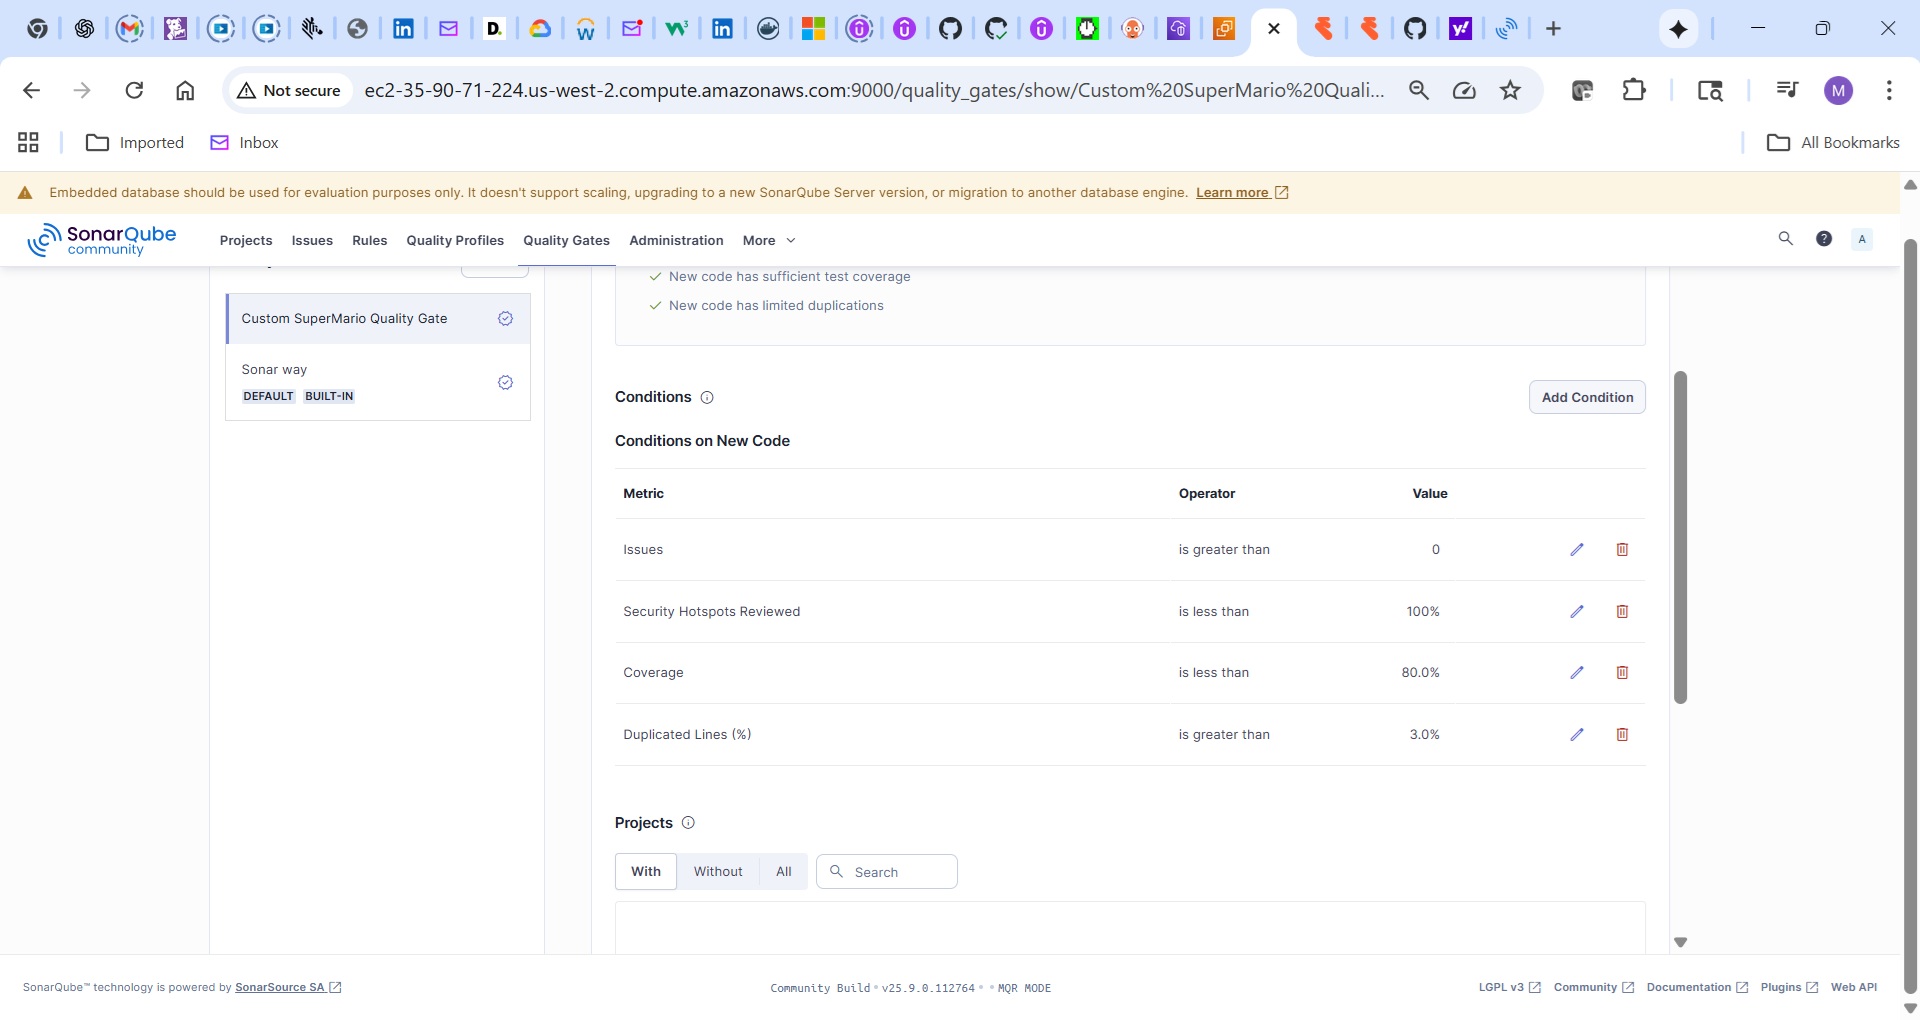 Not secure
ec2-35-90-71-224.us-west-2.compute.amazonaws.com:9000/quality_gates/show/Custom%20SuperMario%20Quali...
M
Imported
Inbox
All Bookmarks
Embedded database should be used for evaluation purposes only. It doesn't support scaling, upgrading to a new SonarQube Server version, or migration to another database engine. Learn more
SonarQube
community
Projects Issues Rules Quality Profiles Quality Gates Administration More
A
New code has sufficient test coverage
New code has limited duplications
Custom SuperMario Quality Gate
Sonar way
DEFAULT BUILT-IN
Conditions
Add Condition
Conditions on New Code
Metric Operator Value
Issues is greater than 0
Security Hotspots Reviewed is less than 100%
Coverage is less than 80.0%
Duplicated Lines (%) is greater than 3.0%
Projects
With Without All Search
SonarQube™ technology is powered by SonarSource SA
Community Build • v25.9.0.112764 • • MQR MODE
LGPL v3 Community Documentation Plugins Web API